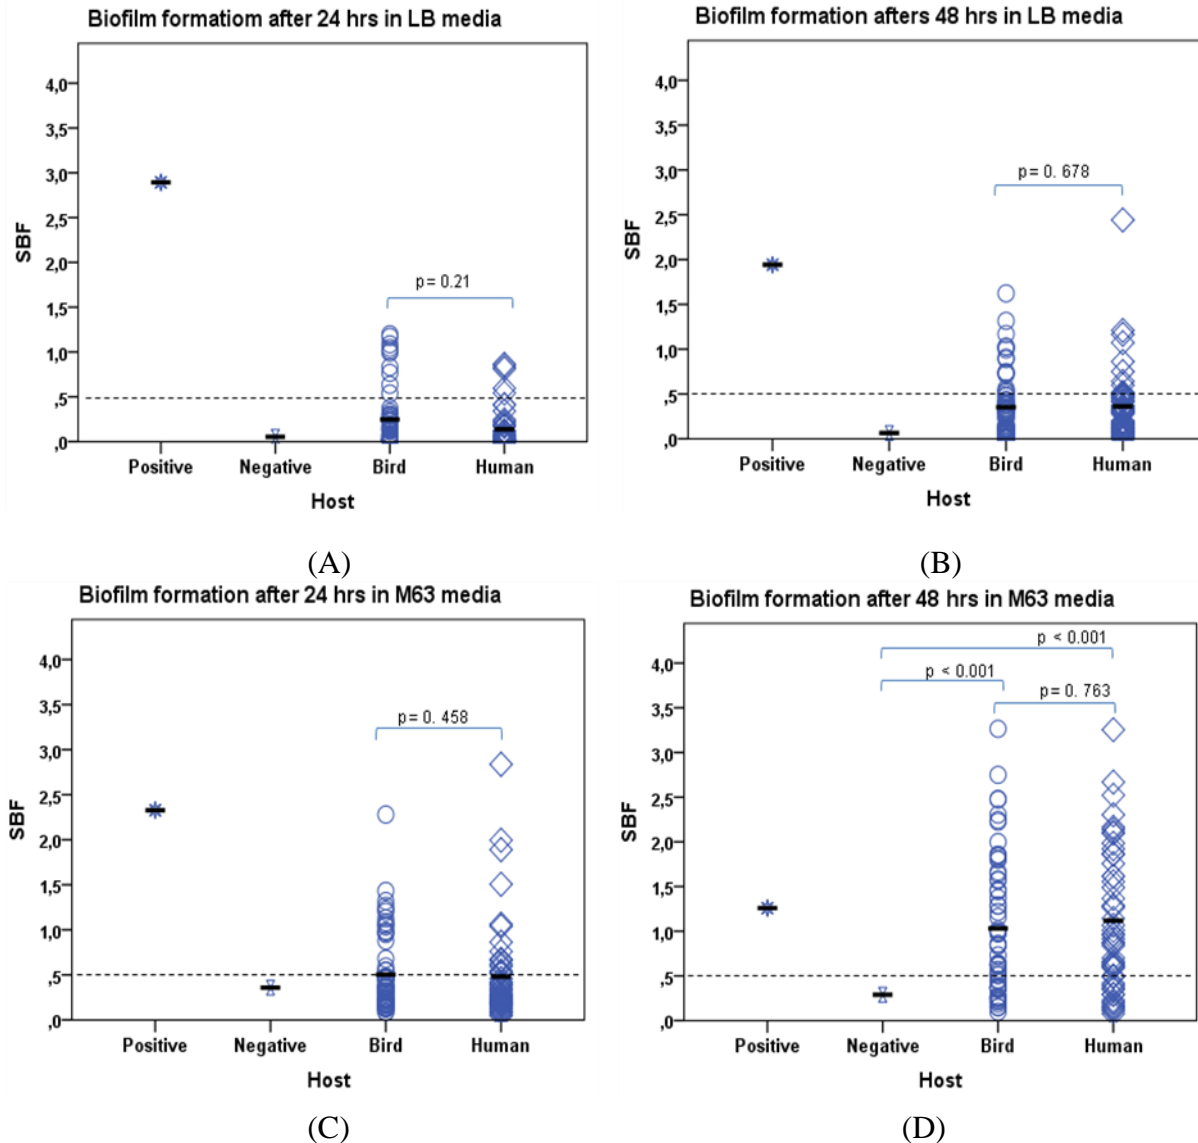 Biofilm formatiom after 24 hrs in LB media
4,0
3,5
3,0
2,5
2,0
1,5
1,0
,5
,0
SBF
p = 0.21
Positive Negative Bird Human
Host
(A)
Biofilm formation afters 48 hrs in LB media
4,0
3,5
3,0
2,5
2,0
1,5
1,0
,5
,0
SBF
p = 0. 678
Positive Negative Bird Human
Host
(B)
Biofilm formation after 24 hrs in M63 media
4,0
3,5
3,0
2,5
2,0
1,5
1,0
,5
,0
SBF
p = 0. 458
Positive Negative Bird Human
Host
(C)
Biofilm formation after 48 hrs in M63 media
4,0
3,5
3,0
2,5
2,0
1,5
1,0
,5
,0
SBF
p < 0.001
p < 0.001
p = 0. 763
Positive Negative Bird Human
Host
(D)